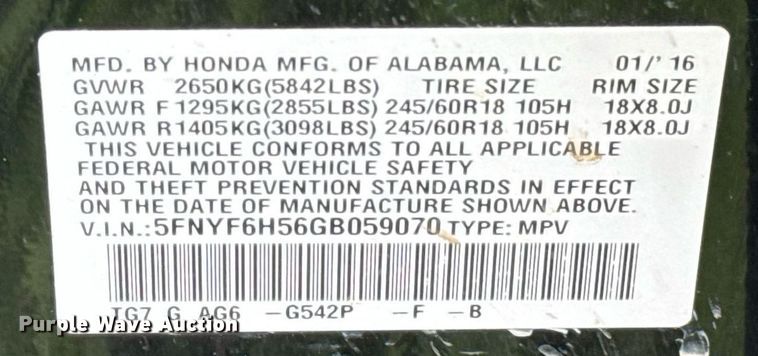 MFD. BY HONDA MFG. OF ALABAMA, LLC 01/' 16
GVWR 2650KG(5842LBS) TIRE SIZE RIM SIZE
GAWR F 1295KG(2855LBS) 245/60R18 105H 18X8.0J
GAWR R 1405KG(3098LBS) 245/60R18 105H 18X8.0J
THIS VEHICLE CONFORMS TO ALL APPLICABLE
FEDERAL MOTOR VEHICLE SAFETY
AND THEFT PREVENTION STANDARDS IN EFFECT
ON THE DATE OF MANUFACTURE SHOWN ABOVE.
V.I.N.:5FNYF6H56GB059070 TYPE: MPV
TG7 G AG6 -G542P -F -B
Purple Wave Auction